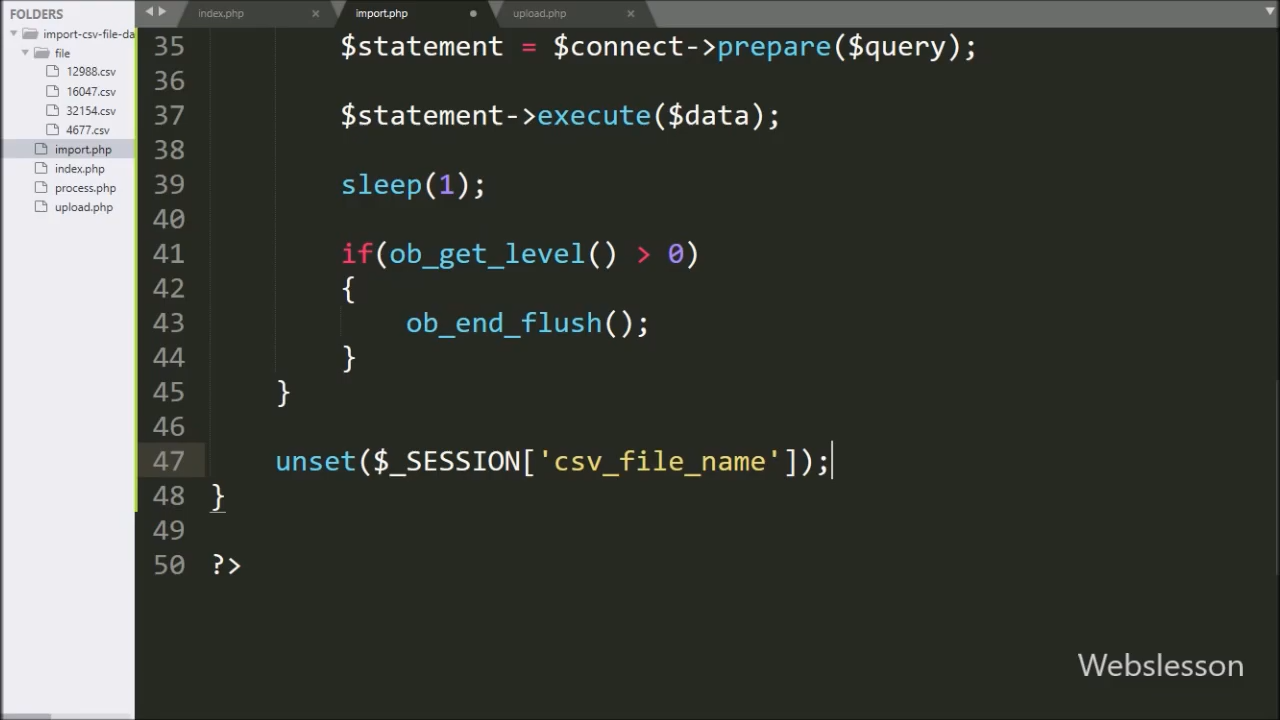 FOLDERS
import-csv-file-da
file
12988.csv
16047.csv
32154.csv
4677.csv
import.php
index.php
process.php
upload.php
index.php × import.php upload.php ×
35 $statement = $connect->prepare($query);
36
37 $statement->execute($data);
38
39 sleep(1);
40
41 if(ob_get_level() > 0)
42 {
43 ob_end_flush();
44 }
45 }
46
47 unset($_SESSION['csv_file_name']);
48 }
49
50 ?>
Webslesson